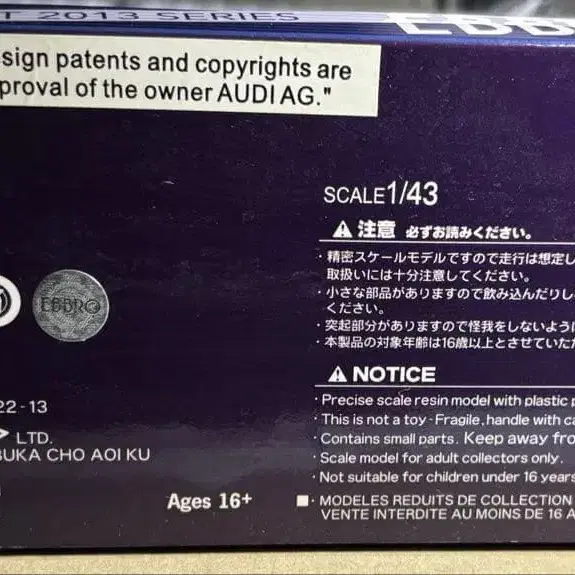 T 2013 SERIES
EBB
sign patents and copyrights are
proval of the owner AUDI AG."
SCALE1/43
⚠ 注意 必ずお読みください。
・精密スケールモデルですので走行は想定し
取扱いには十分注意してください。
・小さな部品がありますので飲み込んだりし
ください。
・突起部分がありますので怪我をしないように
・本製品の対象年齢は16歳以上とさせていた
EBBRO
⚠ NOTICE
22-13
・Precise scale resin model with plastic p
・This is not a toy・Fragile, handle with ca
LTD.
・Contains small parts. Keep away fro
BUKA CHO AOI KU
・Scale model for adult collectors only.
・Not suitable for children under 16 years
Ages 16+
■・MODELES REDUITS DE COLLECTION
VENTE INTERDITE AU MOINS DE 16 A